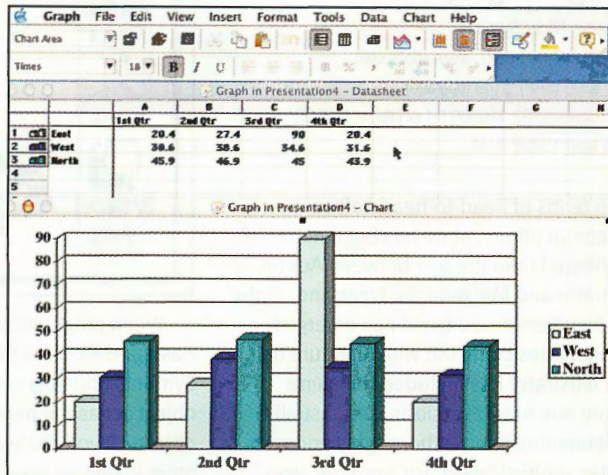 Graph File Edit View Insert Format Tools Data Chart Help
Chart Area
Times 18 B I U
Graph in Presentation4 – Datasheet
A B C D E F G H
1st Qtr 2nd Qtr 3rd Qtr 4th Qtr
1 East 20.4 27.4 90 20.4
2 West 30.6 38.6 34.6 31.6
3 North 45.9 46.9 45 43.9
4
5
Graph in Presentation4 – Chart
90
80
70
60
50
40
30
20
10
0
East
West
North
1st Qtr 2nd Qtr 3rd Qtr 4th Qtr